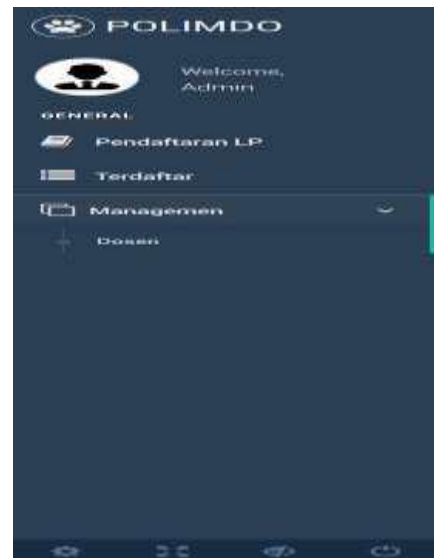 POLIMDO
Welcome,
Admin
GENERAL
Pendaftaran LP
Terdaftar
Managemen
Dosen